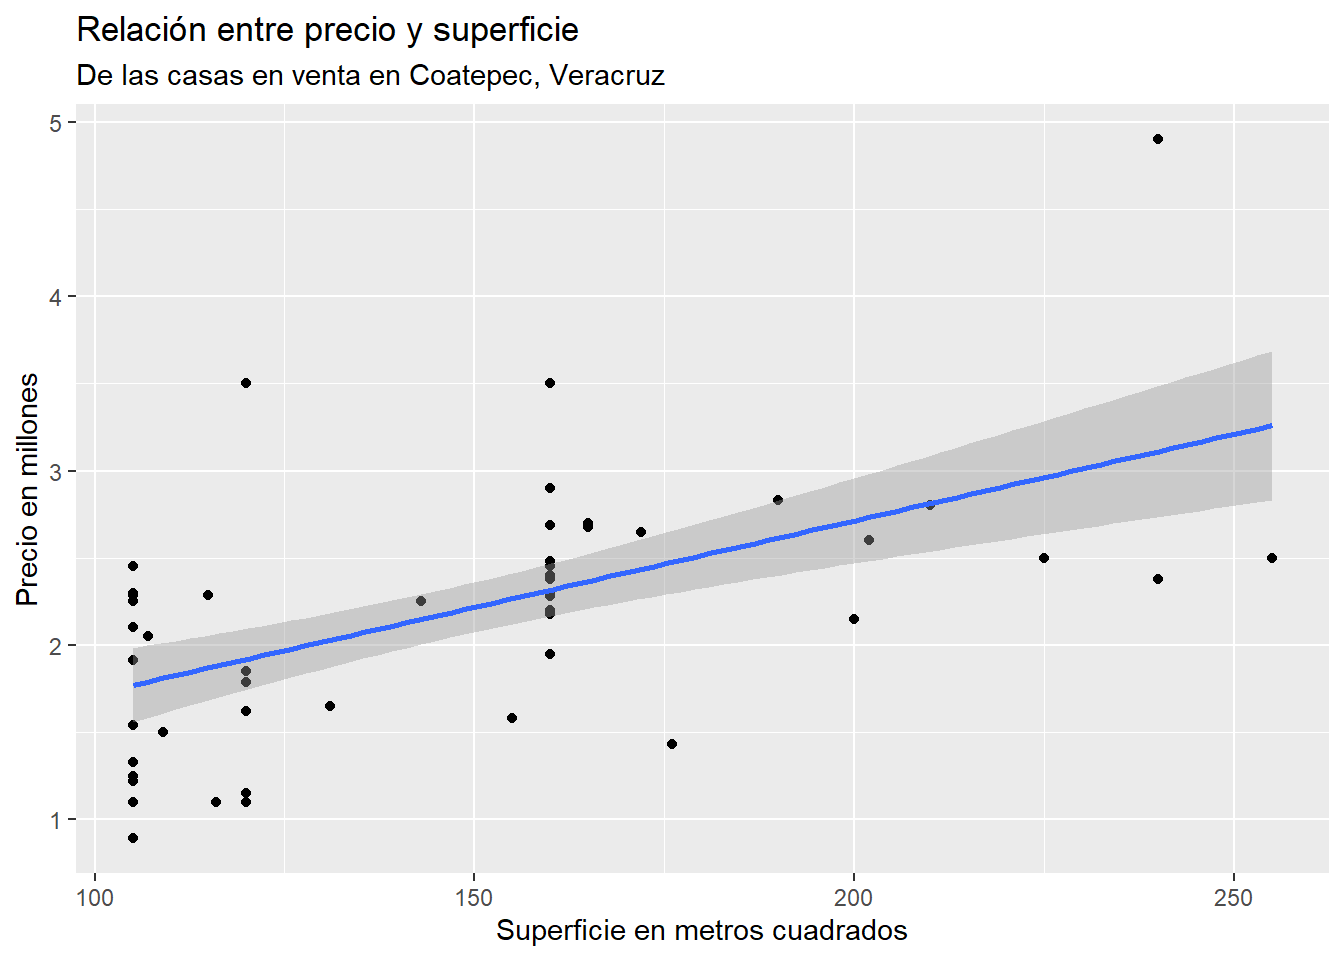 Relación entre precio y superficie
De las casas en venta en Coatepec, Veracruz
5
4
3
2
1
Precio en millones
100 150 200 250
Superficie en metros cuadrados